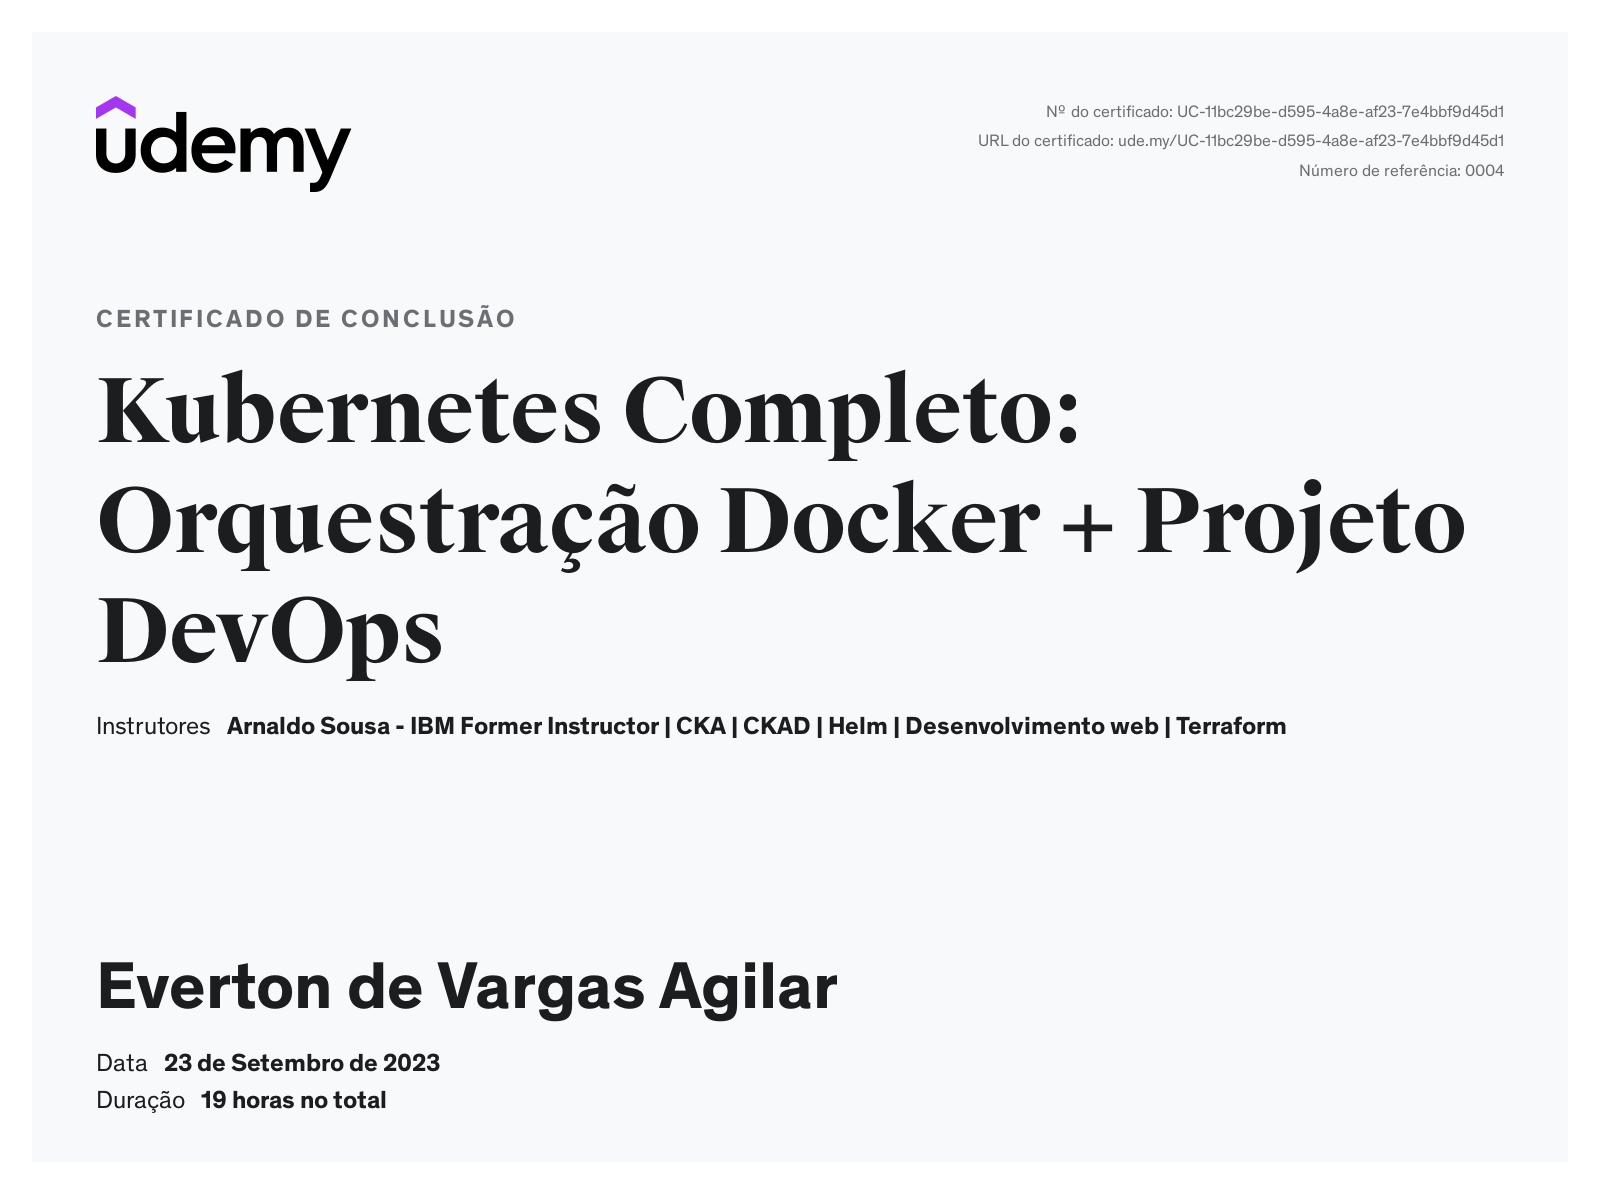 udemy
Nº do certificado: UC-11bc29be-d595-4a8e-af23-7e4bbf9d45d1
URL do certificado: ude.my/UC-11bc29be-d595-4a8e-af23-7e4bbf9d45d1
Número de referência: 0004
CERTIFICADO DE CONCLUSÃO
Kubernetes Completo:
Orquestração Docker + Projeto
DevOps
Instrutores Arnaldo Sousa - IBM Former Instructor | CKA | CKAD | Helm | Desenvolvimento web | Terraform
Everton de Vargas Agilar
Data 23 de Setembro de 2023
Duração 19 horas no total